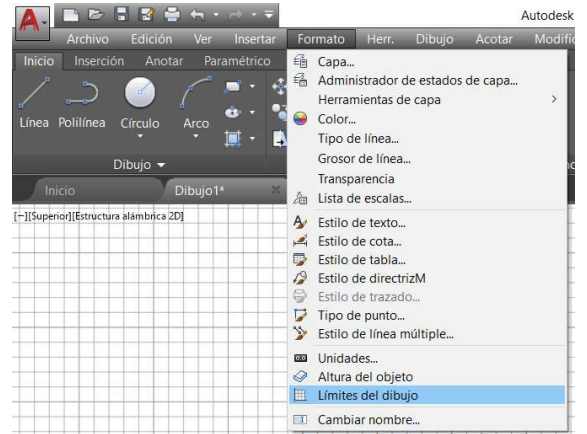 Autodesk
Archivo Edición Ver Insertar Formato Herr. Dibujo Acotar Modific
Inicio Inserción Anotar Paramétrico
Línea Polilínea Círculo Arco
Dibujo
Inicio Dibujo1*
[−][Superior][Estructura alámbrica 2D]
Capa...
Administrador de estados de capa...
Herramientas de capa
Color...
Tipo de línea...
Grosor de línea...
Transparencia
Lista de escalas...
Estilo de texto...
Estilo de cota...
Estilo de tabla...
Estilo de directrizM
Estilo de trazado...
Tipo de punto...
Estilo de línea múltiple...
Unidades...
Altura del objeto
Límites del dibujo
Cambiar nombre...